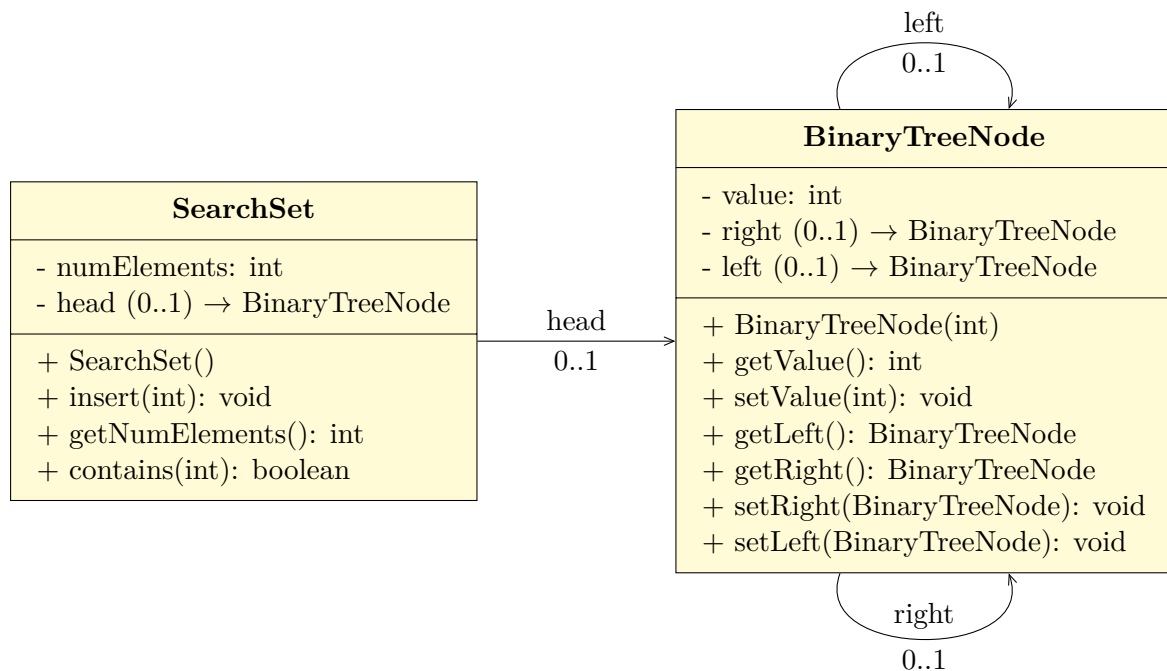 left
0..1
BinaryTreeNode
- value: int
- right (0..1) → BinaryTreeNode
- left (0..1) → BinaryTreeNode
+ BinaryTreeNode(int)
+ getValue(): int
+ setValue(int): void
+ getLeft(): BinaryTreeNode
+ getRight(): BinaryTreeNode
+ setRight(BinaryTreeNode): void
+ setLeft(BinaryTreeNode): void
SearchSet
- numElements: int
- head (0..1) → BinaryTreeNode
+ SearchSet()
+ insert(int): void
+ getNumElements(): int
+ contains(int): boolean
head
0..1
right
0..1